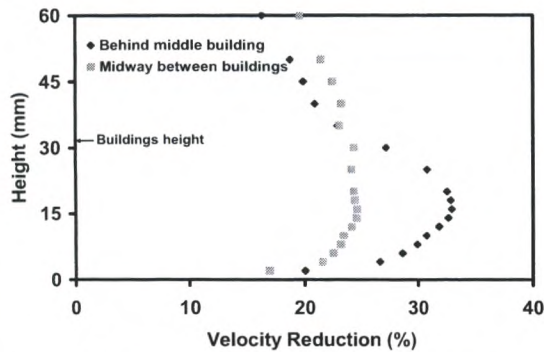 60
◆ Behind middle building
■ Midway between buildings
45
Height (mm)
30
←Buildings height
15
0
0 10 20 30 40
Velocity Reduction (%)